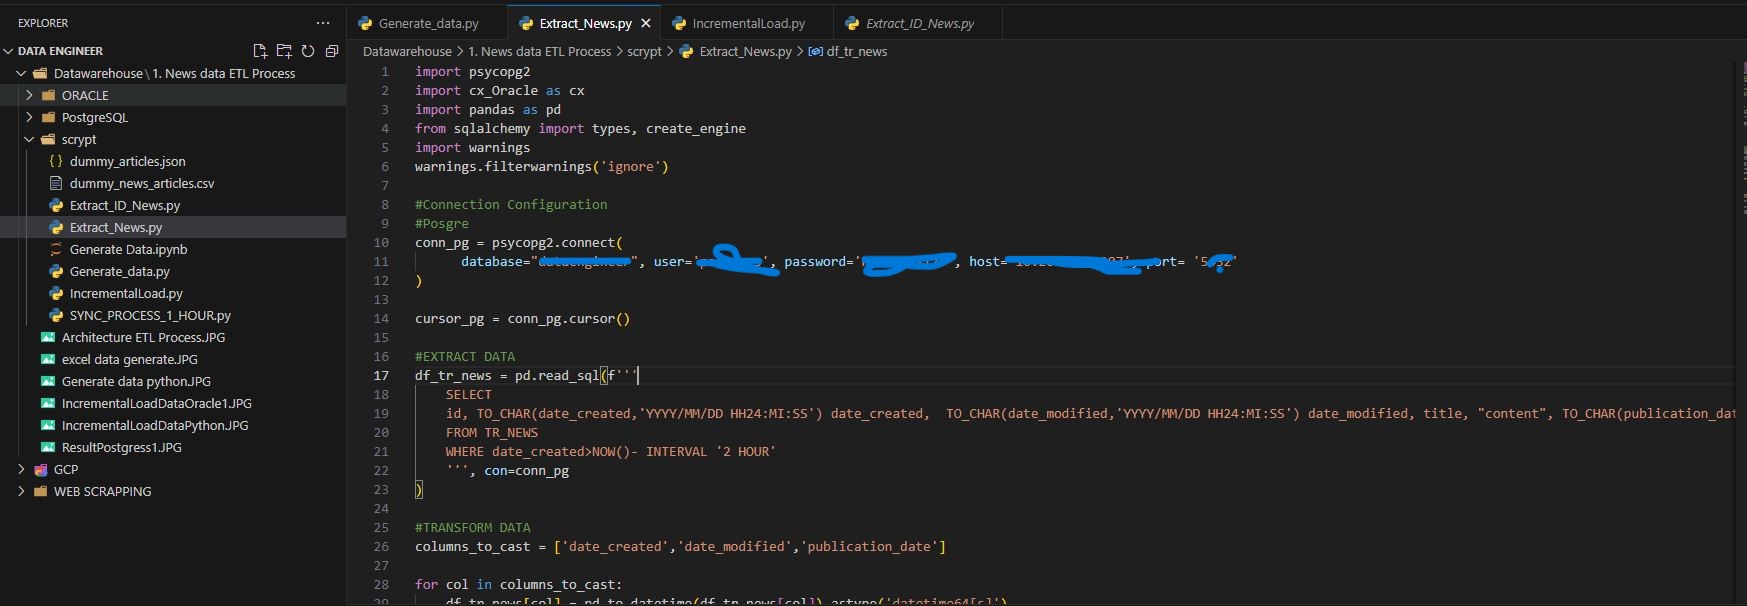 EXPLORER
DATA ENGINEER
Datawarehouse \ 1. News data ETL Process
ORACLE
PostgreSQL
scrypt
{ } dummy_articles.json
dummy_news_articles.csv
Extract_ID_News.py
Extract_News.py
Generate Data.ipynb
Generate_data.py
IncrementalLoad.py
SYNC_PROCESS_1_HOUR.py
Architecture ETL Process.JPG
excel data generate.JPG
Generate data python.JPG
IncrementalLoadDataOracle1.JPG
IncrementalLoadDataPython.JPG
ResultPostgress1.JPG
GCP
WEB SCRAPPING
Generate_data.py Extract_News.py IncrementalLoad.py Extract_ID_News.py
Datawarehouse > 1. News data ETL Process > scrypt > Extract_News.py > df_tr_news
1 import psycopg2
2 import cx_Oracle as cx
3 import pandas as pd
4 from sqlalchemy import types, create_engine
5 import warnings
6 warnings.filterwarnings('ignore')
7
8 #Connection Configuration
9 #Posgre
10 conn_pg = psycopg2.connect(
11 database=" ", user=' ', password=' ', host= port= '
12 )
13
14 cursor_pg = conn_pg.cursor()
15
16 #EXTRACT DATA
17 df_tr_news = pd.read_sql(f'''
18 SELECT
19 id, TO_CHAR(date_created,'YYYY/MM/DD HH24:MI:SS') date_created, TO_CHAR(date_modified,'YYYY/MM/DD HH24:MI:SS') date_modified, title, "content", TO_CHAR(publication_dat
20 FROM TR_NEWS
21 WHERE date_created>NOW()- INTERVAL '2 HOUR'
22 ''', con=conn_pg
23 )
24
25 #TRANSFORM DATA
26 columns_to_cast = ['date_created','date_modified','publication_date']
27
28 for col in columns_to_cast:
29 df_tr_news[col] = pd.to_datetime(df_tr_news[col]).astype('datetime64[s]')